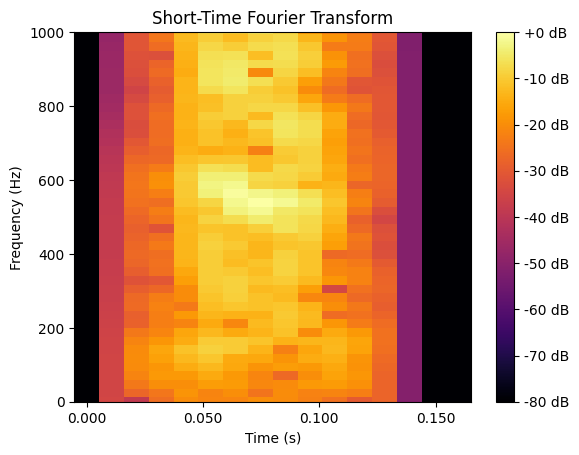 Short-Time Fourier Transform
Frequency (Hz)
1000
800
600
400
200
0
0.000
0.050
0.100
0.150
Time (s)
+0 dB
-10 dB
-20 dB
-30 dB
-40 dB
-50 dB
-60 dB
-70 dB
-80 dB